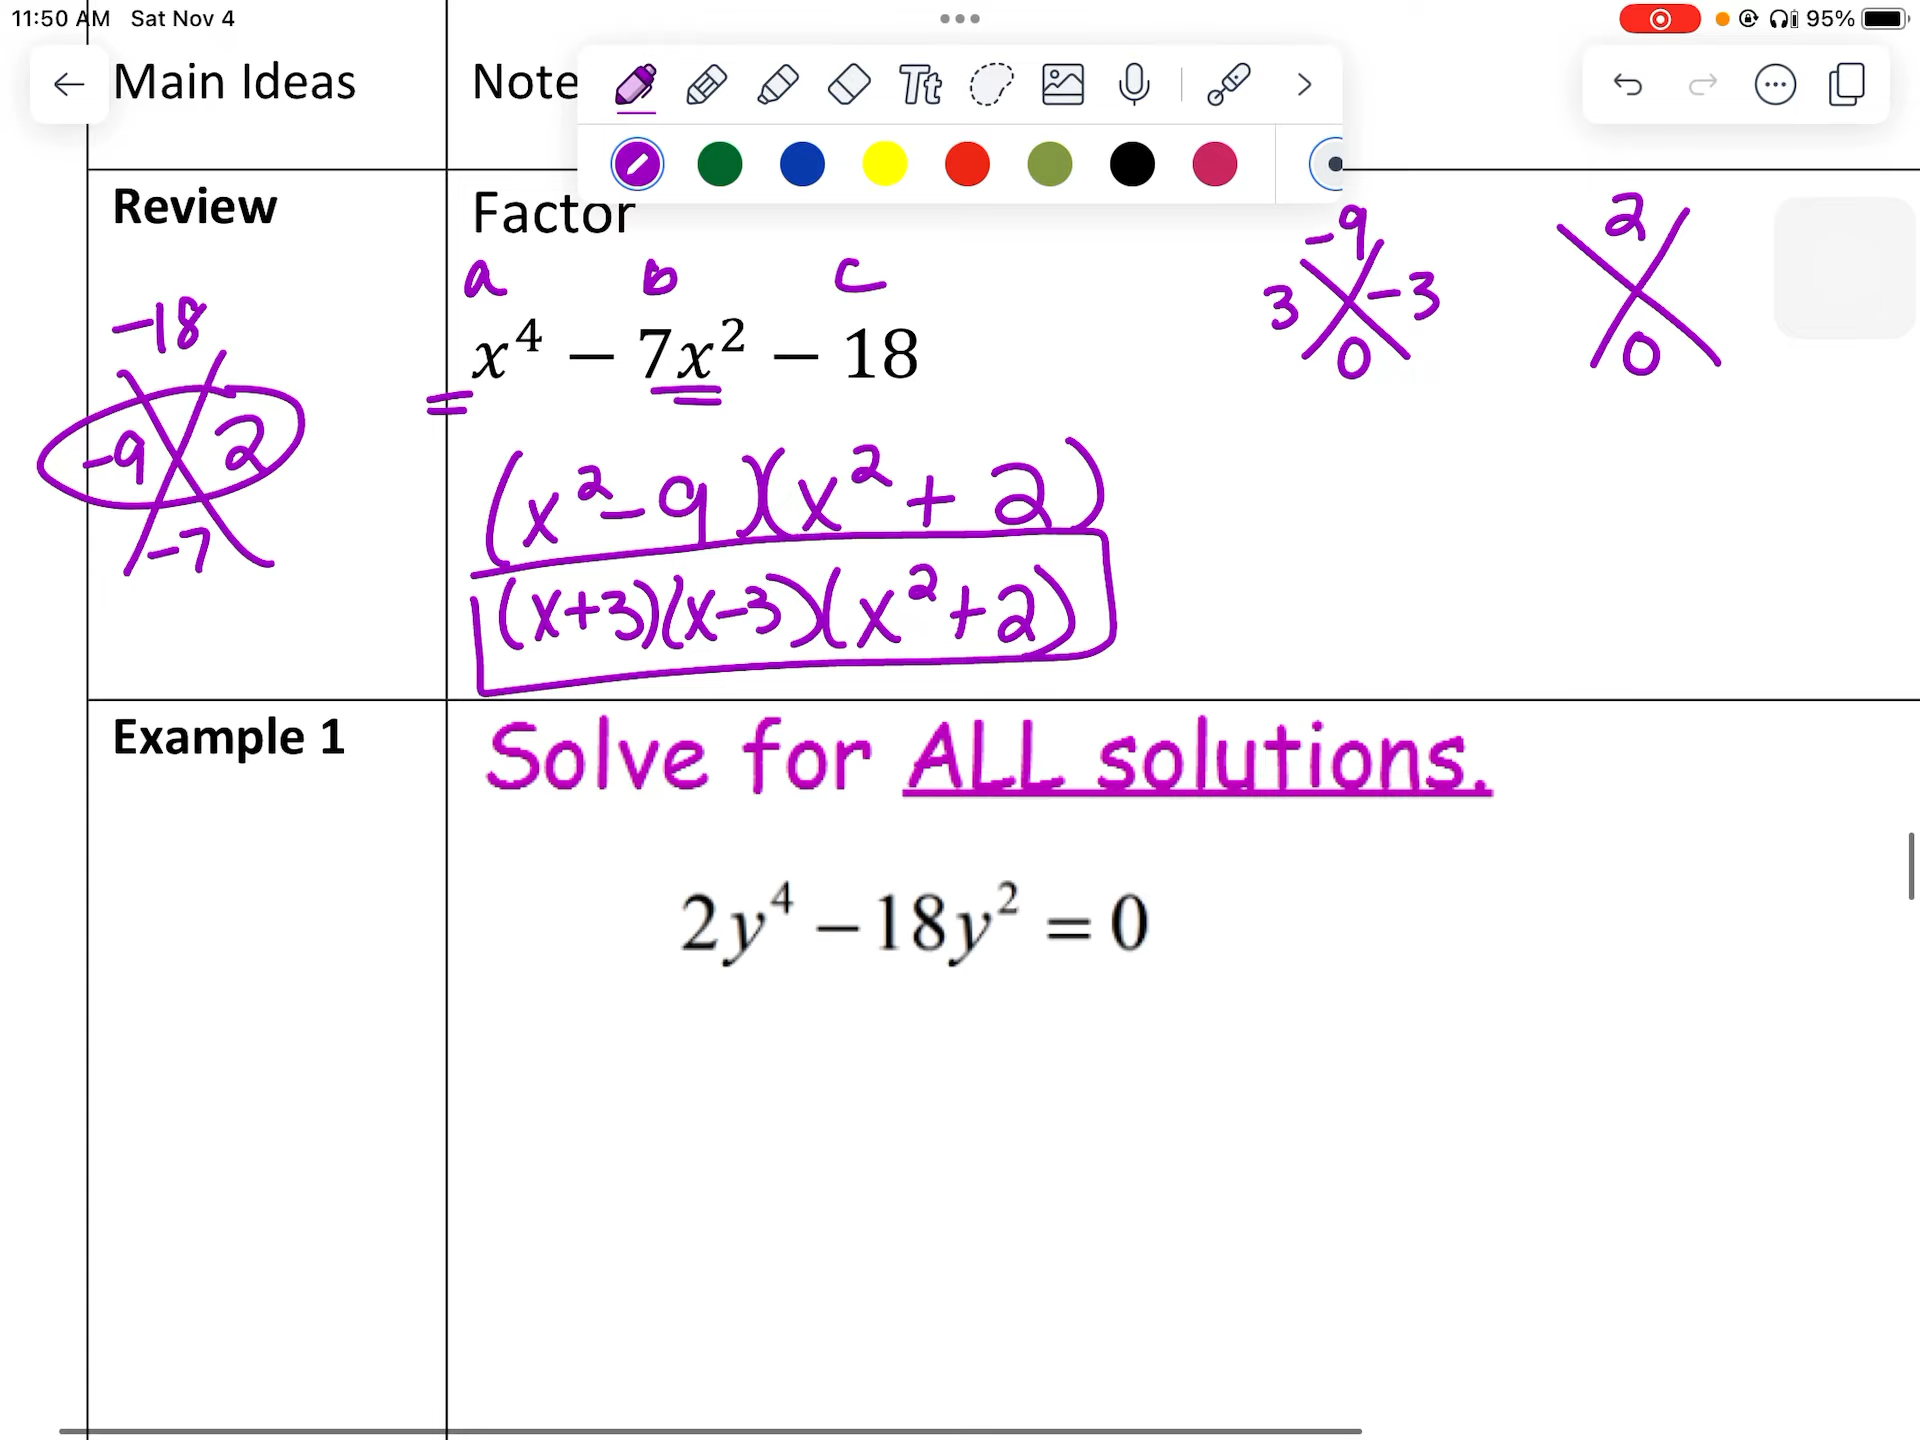 11:50 AM Sat Nov 4
95%
Main Ideas
Note
Tt
Review
Factor
a b c
x⁴ − 7x² − 18
-18
-9 2
-7
-9
3 -3
0
2
0
(x²-9)(x²+2)
(x+3)(x-3)(x²+2)
Example 1
Solve for ALL solutions.
2y⁴ − 18y² = 0